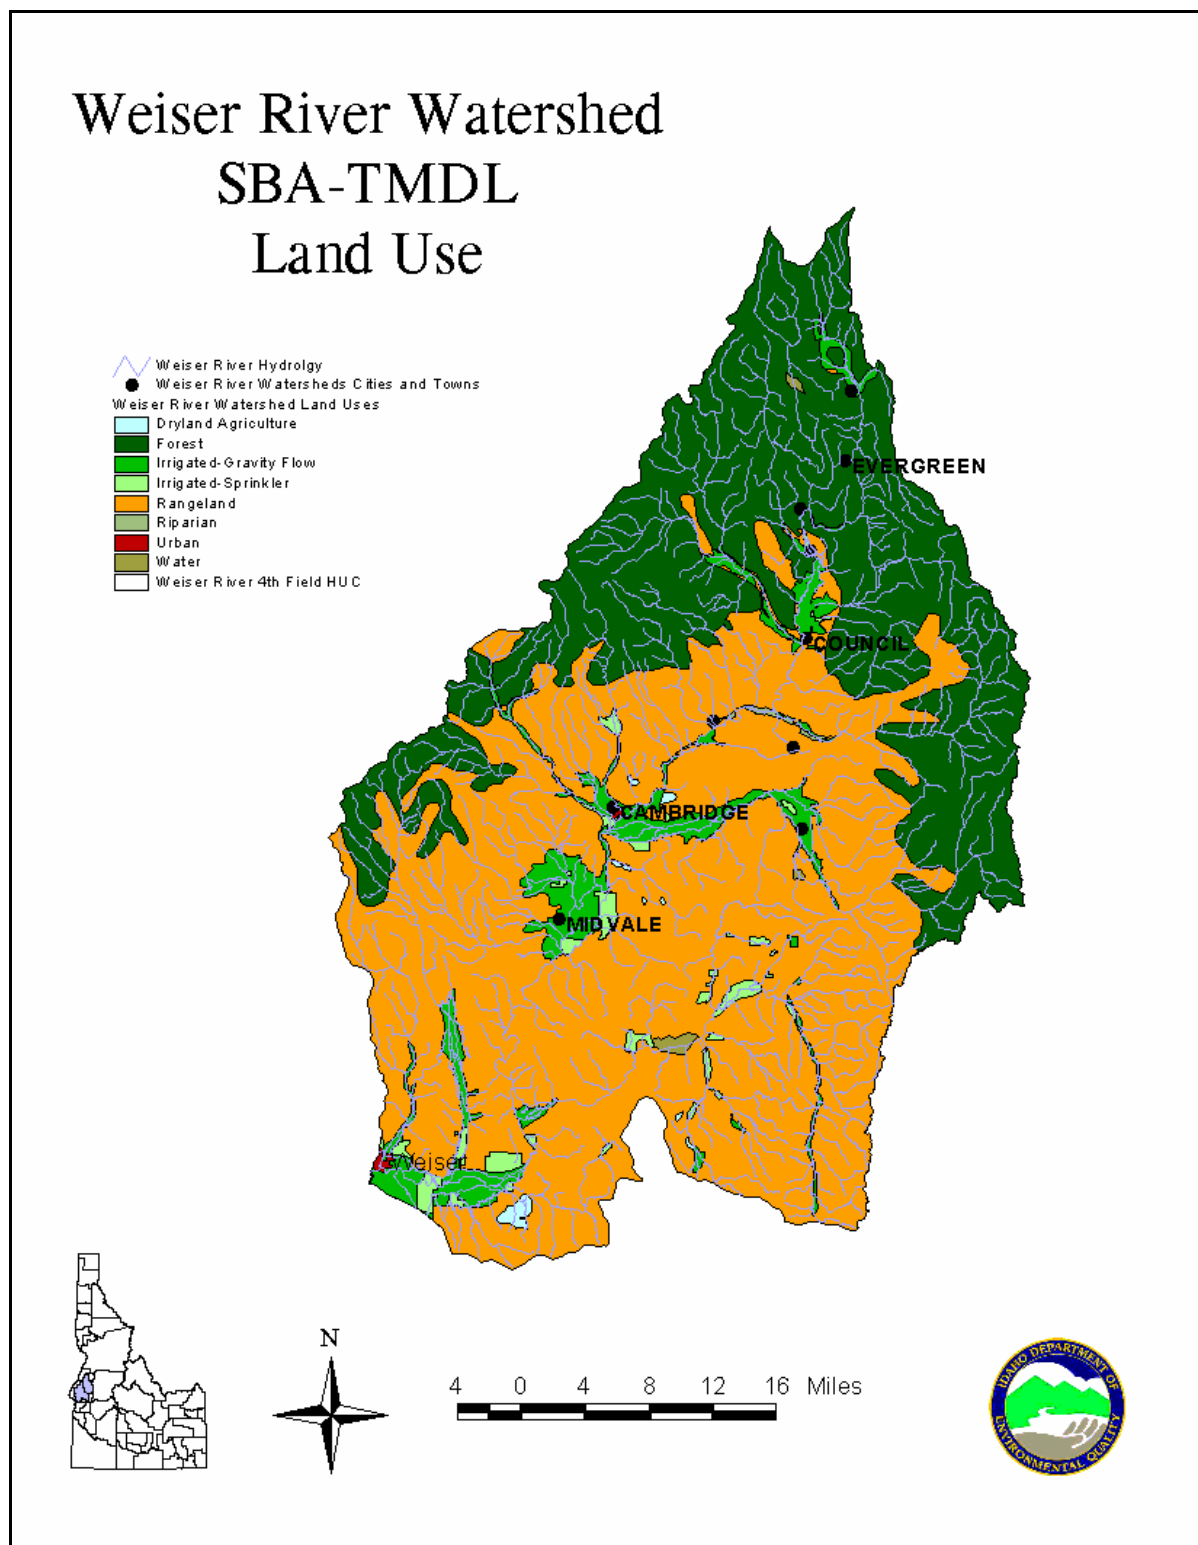 Weiser River Watershed
SBA-TMDL
Land Use
Weiser River Hydrolgy
Weiser River Watersheds Cities and Towns
Weiser River Watershed Land Uses
Dryland Agriculture
Forest
Irrigated-Gravity Flow
Irrigated-Sprinkler
Rangeland
Riparian
Urban
Water
Weiser River 4th Field HUC
EVERGREEN
COUNCIL
CAMBRIDGE
MIDVALE
Weiser
N
4 0 4 8 12 16 Miles
IDAHO DEPARTMENT OF
ENVIRONMENTAL QUALITY